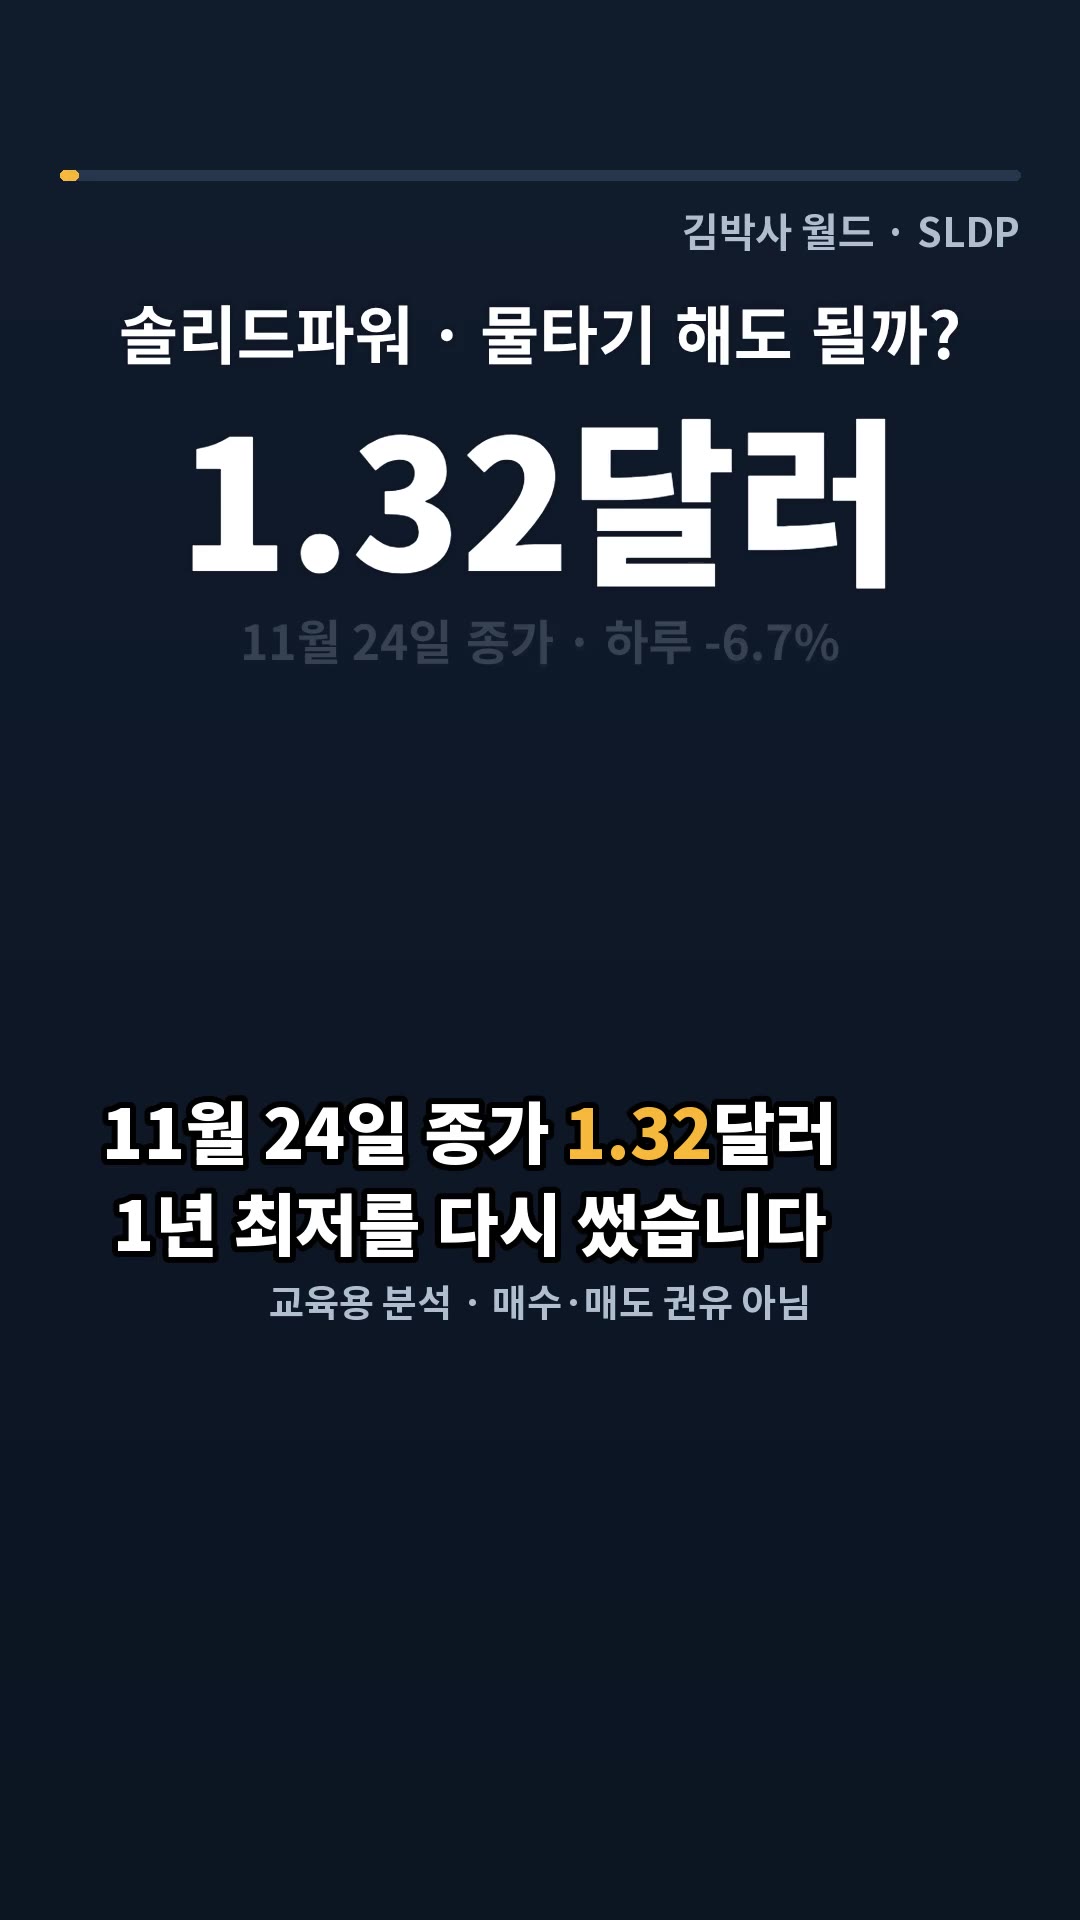 김박사 월드 · SLDP
솔리드파워 · 물타기 해도 될까?
1.32달러
11월 24일 종가 · 하루 -6.7%
11월 24일 종가 1.32달러
1년 최저를 다시 썼습니다
교육용 분석 · 매수·매도 권유 아님